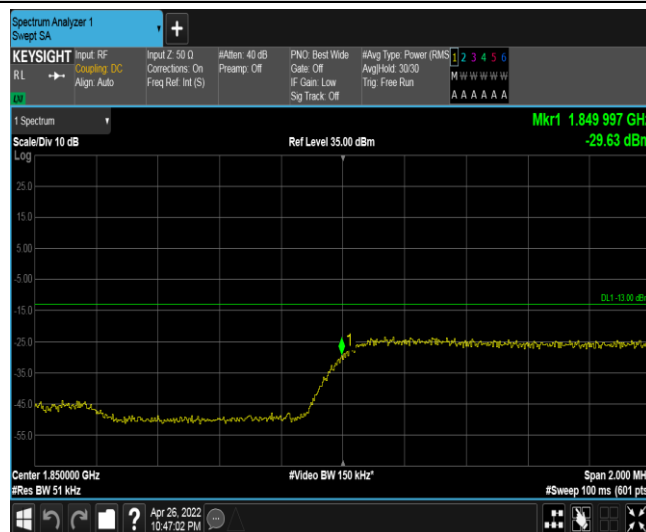 Spectrum Analyzer 1
Swept SA
+
KEYSIGHT
RL
LM
Input: RF
Coupling: DC
Align: Auto
Input Z: 50 Ω
Corrections: On
Freq Ref: Int (S)
#Atten: 40 dB
Preamp: Off
PNO: Best Wide
Gate: Off
IF Gain: Low
Sig Track: Off
#Avg Type: Power (RMS
Avg|Hold: 30/30
Trig: Free Run
1 2 3 4 5 6
M W W W W W
A A A A A A
1 Spectrum
Scale/Div 10 dB
Ref Level 35.00 dBm
Mkr1 1.849 997 GHz
-29.63 dBm
Log
25.0
15.0
5.00
-5.00
-15.0
-25.0
-35.0
-45.0
-55.0
DL1 -13.00 dBm
1
Center 1.850000 GHz
#Res BW 51 kHz
#Video BW 150 kHz*
Span 2.000 MH
#Sweep 100 ms (601 pts
?
Apr 26, 2022
10:47:02 PM